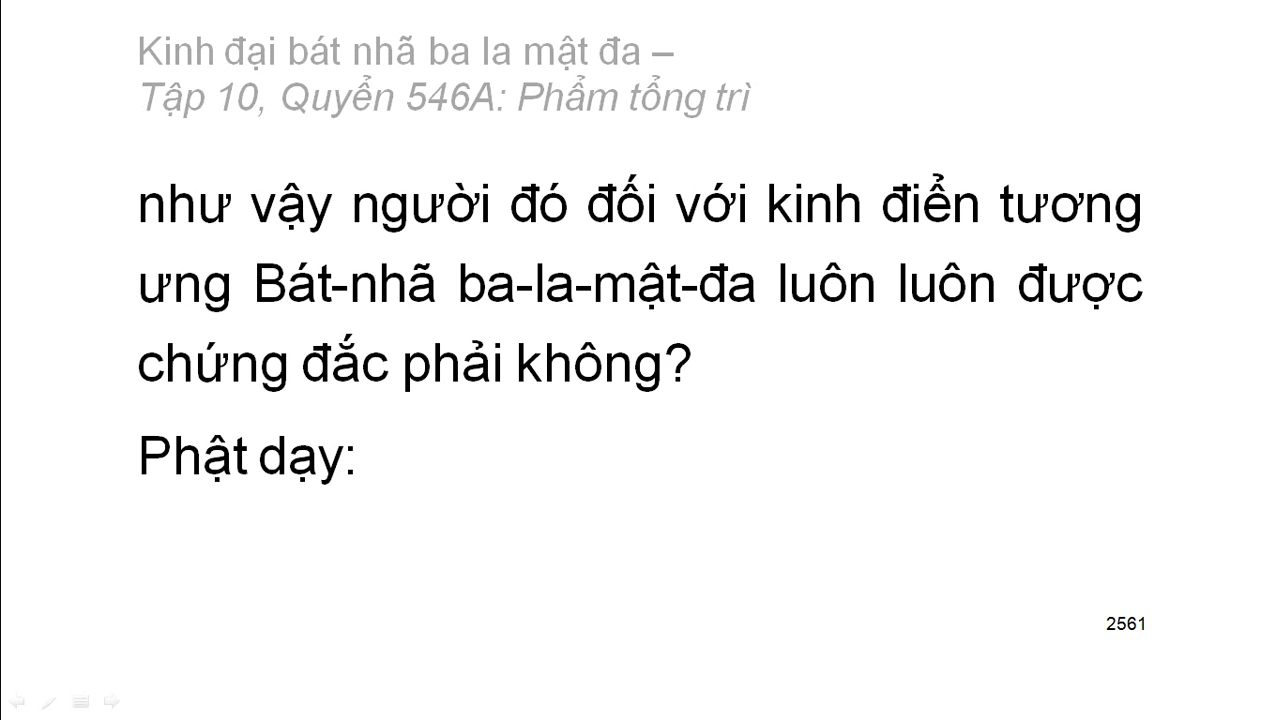 Kinh đại bát nhã ba la mật đa –
Tập 10, Quyển 546A: Phẩm tổng trì
như vậy người đó đối với kinh điển tương
ưng Bát-nhã ba-la-mật-đa luôn luôn được
chứng đắc phải không?
Phật dạy:
2561